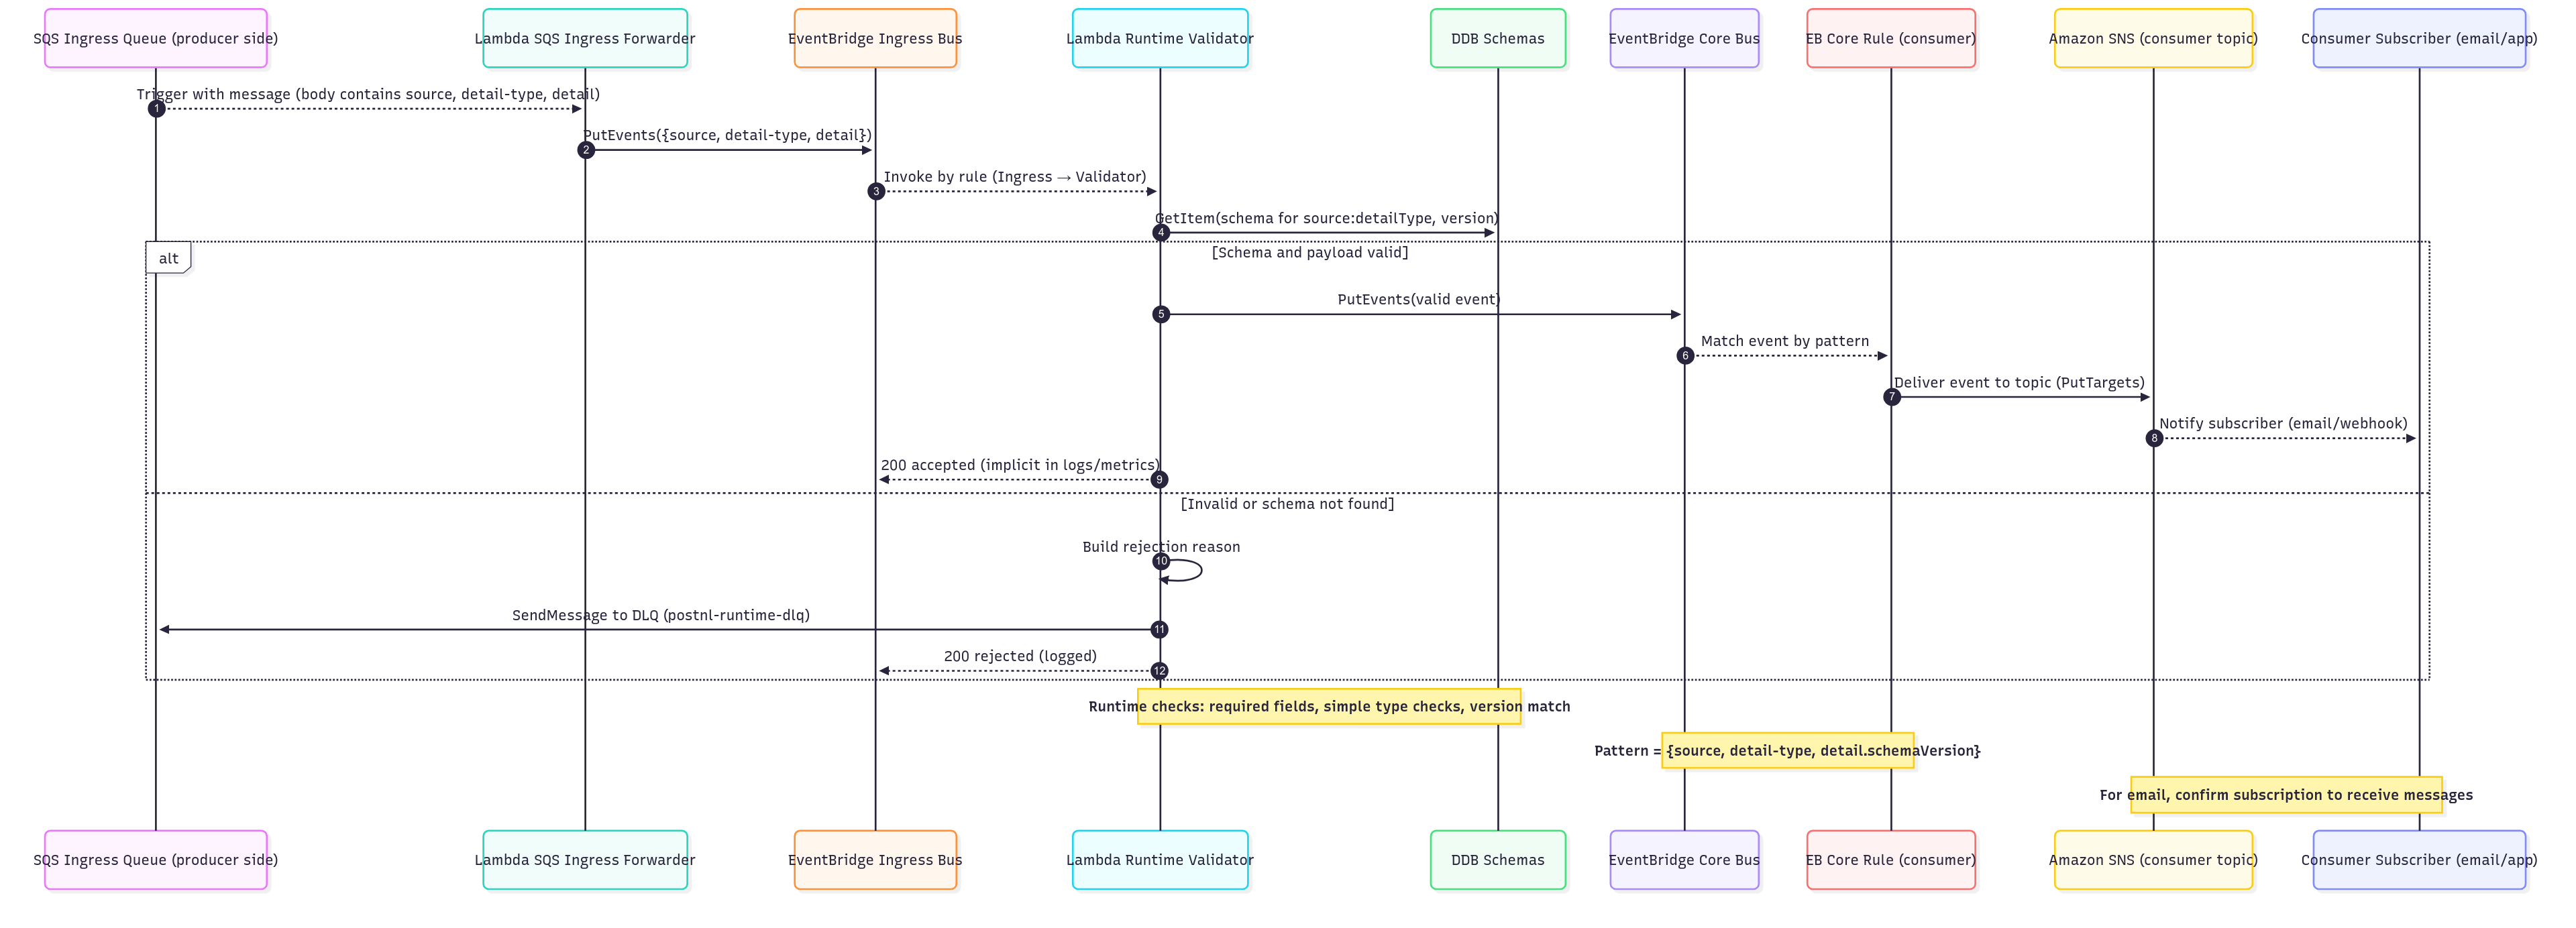 SQS Ingress Queue (producer side)
Lambda SQS Ingress Forwarder
EventBridge Ingress Bus
Lambda Runtime Validator
DDB Schemas
EventBridge Core Bus
EB Core Rule (consumer)
Amazon SNS (consumer topic)
Consumer Subscriber (email/app)
Trigger with message (body contains source, detail-type, detail)
1
PutEvents({source, detail-type, detail})
2
Invoke by rule (Ingress → Validator)
3
GetItem(schema for source:detailType, version)
4
alt
[Schema and payload valid]
PutEvents(valid event)
5
Match event by pattern
6
Deliver event to topic (PutTargets)
7
Notify subscriber (email/webhook)
8
200 accepted (implicit in logs/metrics)
9
[Invalid or schema not found]
Build rejection reason
10
SendMessage to DLQ (postnl-runtime-dlq)
11
200 rejected (logged)
12
Runtime checks: required fields, simple type checks, version match
Pattern = {source, detail-type, detail.schemaVersion}
For email, confirm subscription to receive messages
SQS Ingress Queue (producer side)
Lambda SQS Ingress Forwarder
EventBridge Ingress Bus
Lambda Runtime Validator
DDB Schemas
EventBridge Core Bus
EB Core Rule (consumer)
Amazon SNS (consumer topic)
Consumer Subscriber (email/app)